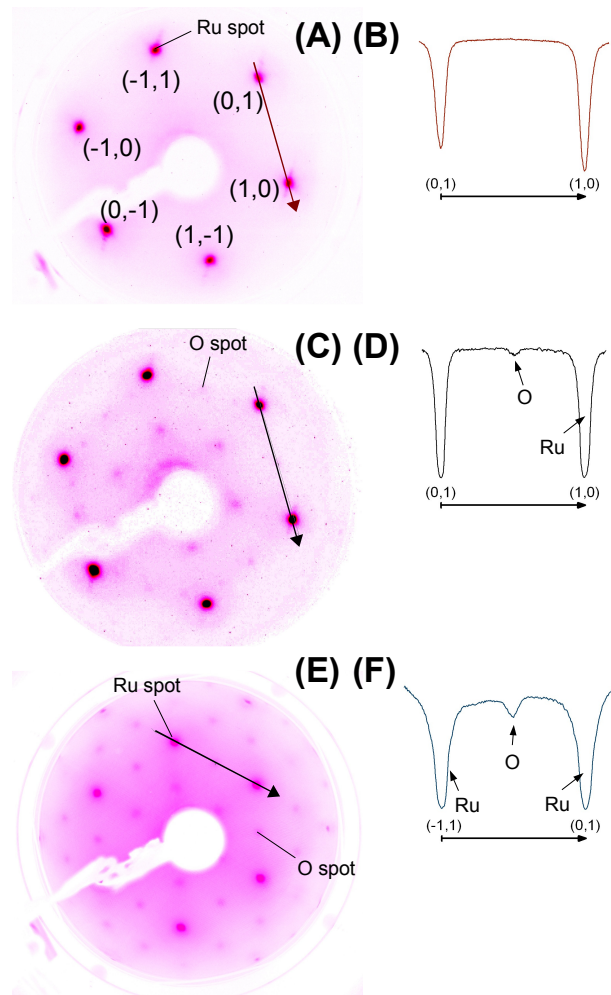 Ru spot
(A) (B)
(-1,1)
(0,1)
(-1,0)
(1,0)
(0,-1)
(1,-1)
(0,1)
(1,0)
O spot
(C) (D)
O
Ru
(0,1)
(1,0)
(E) (F)
Ru spot
O
Ru
Ru
O spot
(-1,1)
(0,1)